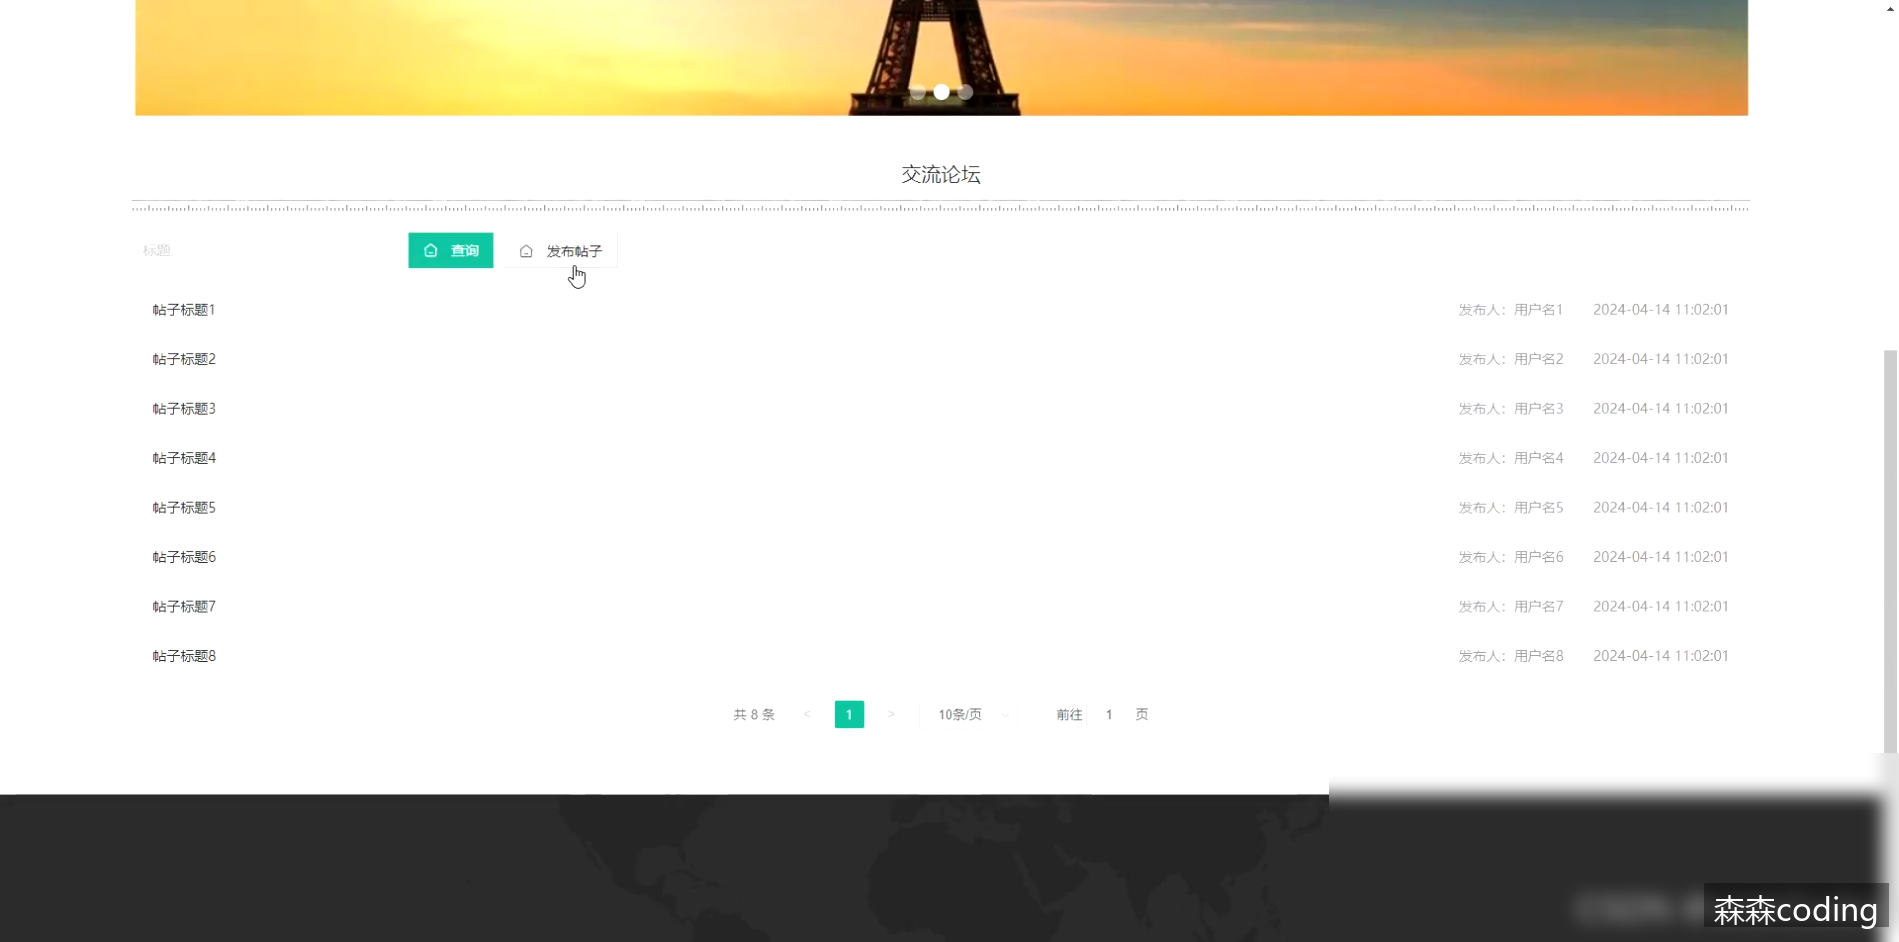 交流论坛
标题 查询 发布帖子
帖子标题1 发布人：用户名1 2024-04-14 11:02:01
帖子标题2 发布人：用户名2 2024-04-14 11:02:01
帖子标题3 发布人：用户名3 2024-04-14 11:02:01
帖子标题4 发布人：用户名4 2024-04-14 11:02:01
帖子标题5 发布人：用户名5 2024-04-14 11:02:01
帖子标题6 发布人：用户名6 2024-04-14 11:02:01
帖子标题7 发布人：用户名7 2024-04-14 11:02:01
帖子标题8 发布人：用户名8 2024-04-14 11:02:01
共 8 条 < 1 > 10条/页 前往 1 页
森森coding